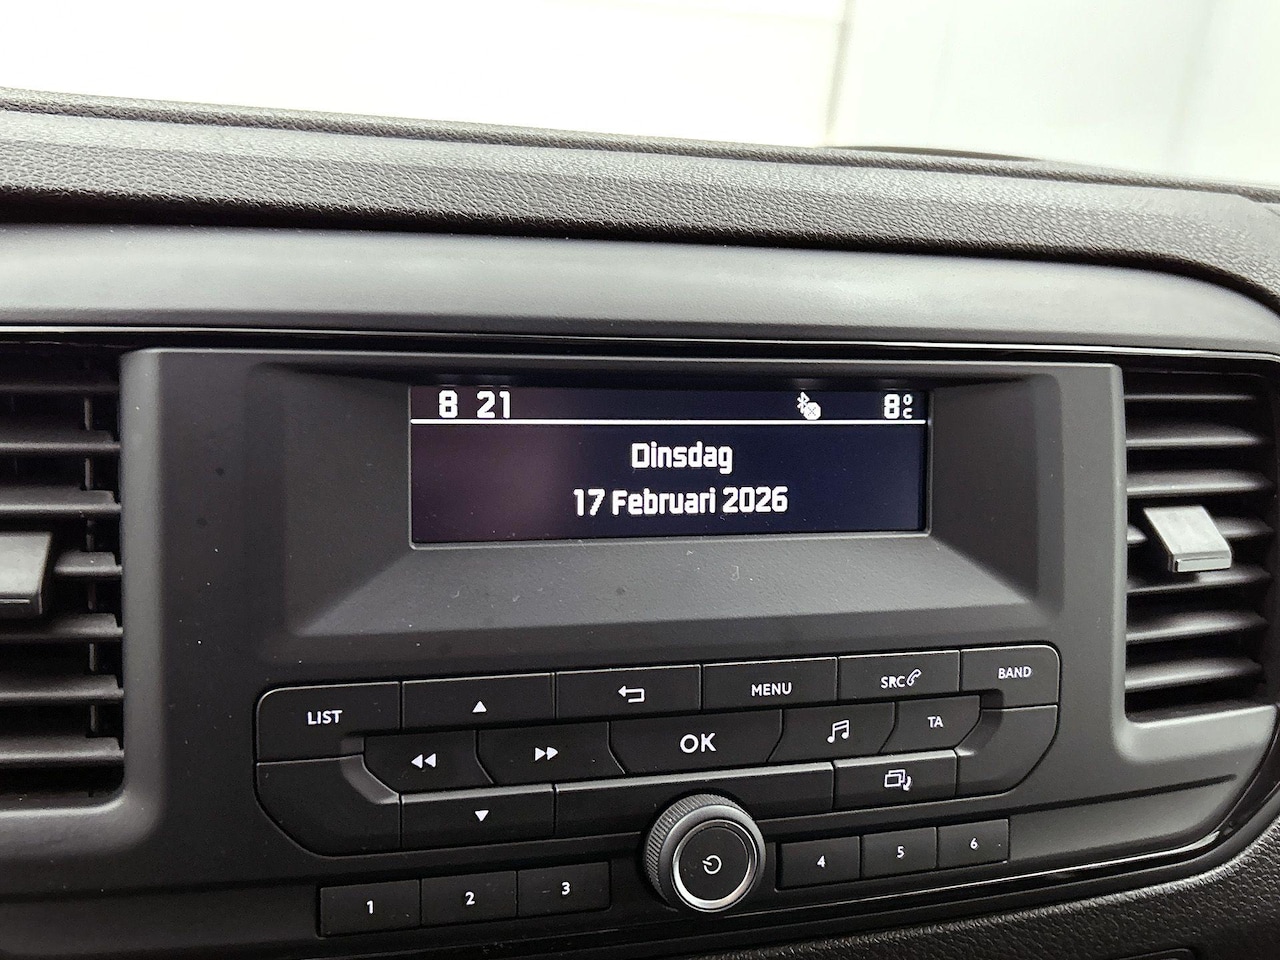 8 21 8°C
Dinsdag
17 Februari 2026
LIST MENU SRC BAND
OK TA
1 2 3 4 5 6